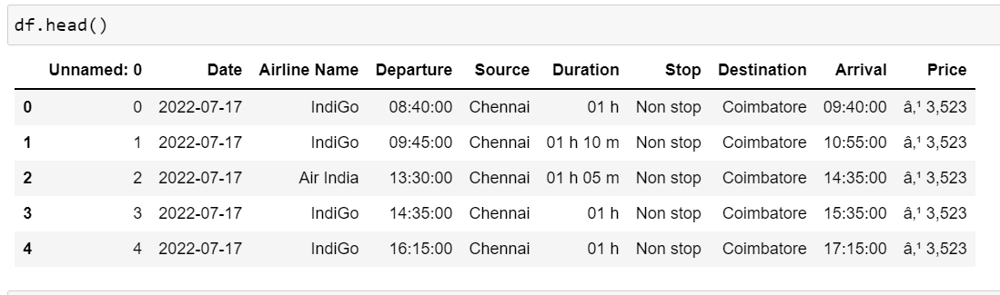 df.head()
Unnamed: 0 Date Airline Name Departure Source Duration Stop Destination Arrival Price
0 0 2022-07-17 IndiGo 08:40:00 Chennai 01 h Non stop Coimbatore 09:40:00 â‚¹ 3,523
1 1 2022-07-17 IndiGo 09:45:00 Chennai 01 h 10 m Non stop Coimbatore 10:55:00 â‚¹ 3,523
2 2 2022-07-17 Air India 13:30:00 Chennai 01 h 05 m Non stop Coimbatore 14:35:00 â‚¹ 3,523
3 3 2022-07-17 IndiGo 14:35:00 Chennai 01 h Non stop Coimbatore 15:35:00 â‚¹ 3,523
4 4 2022-07-17 IndiGo 16:15:00 Chennai 01 h Non stop Coimbatore 17:15:00 â‚¹ 3,523